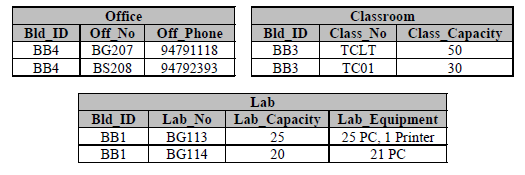 Office
Bld_ID Off_No Off_Phone
BB4 BG207 94791118
BB4 BS208 94792393
Classroom
Bld_ID Class_No Class_Capacity
BB3 TCLT 50
BB3 TC01 30
Lab
Bld_ID Lab_No Lab_Capacity Lab_Equipment
BB1 BG113 25 25 PC, 1 Printer
BB1 BG114 20 21 PC